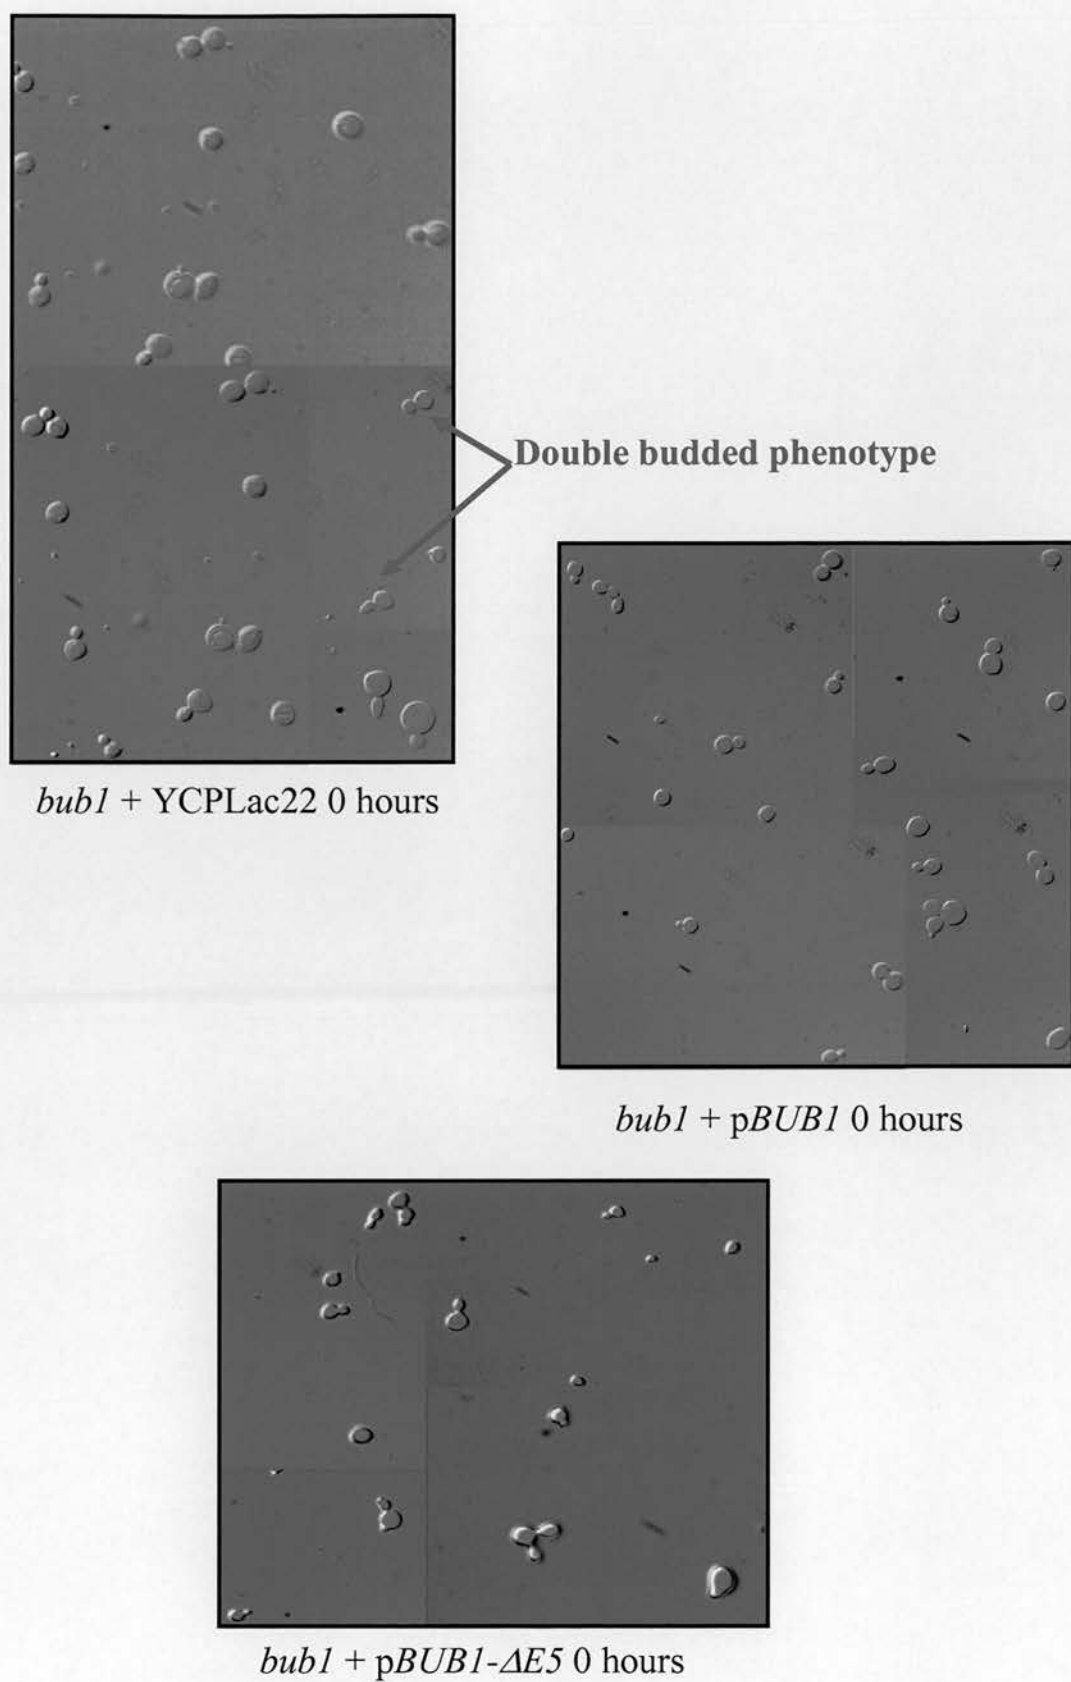 Double budded phenotype
bub1 + YCPLac22 0 hours
bub1 + pBUB1 0 hours
bub1 + pBUB1-ΔE5 0 hours